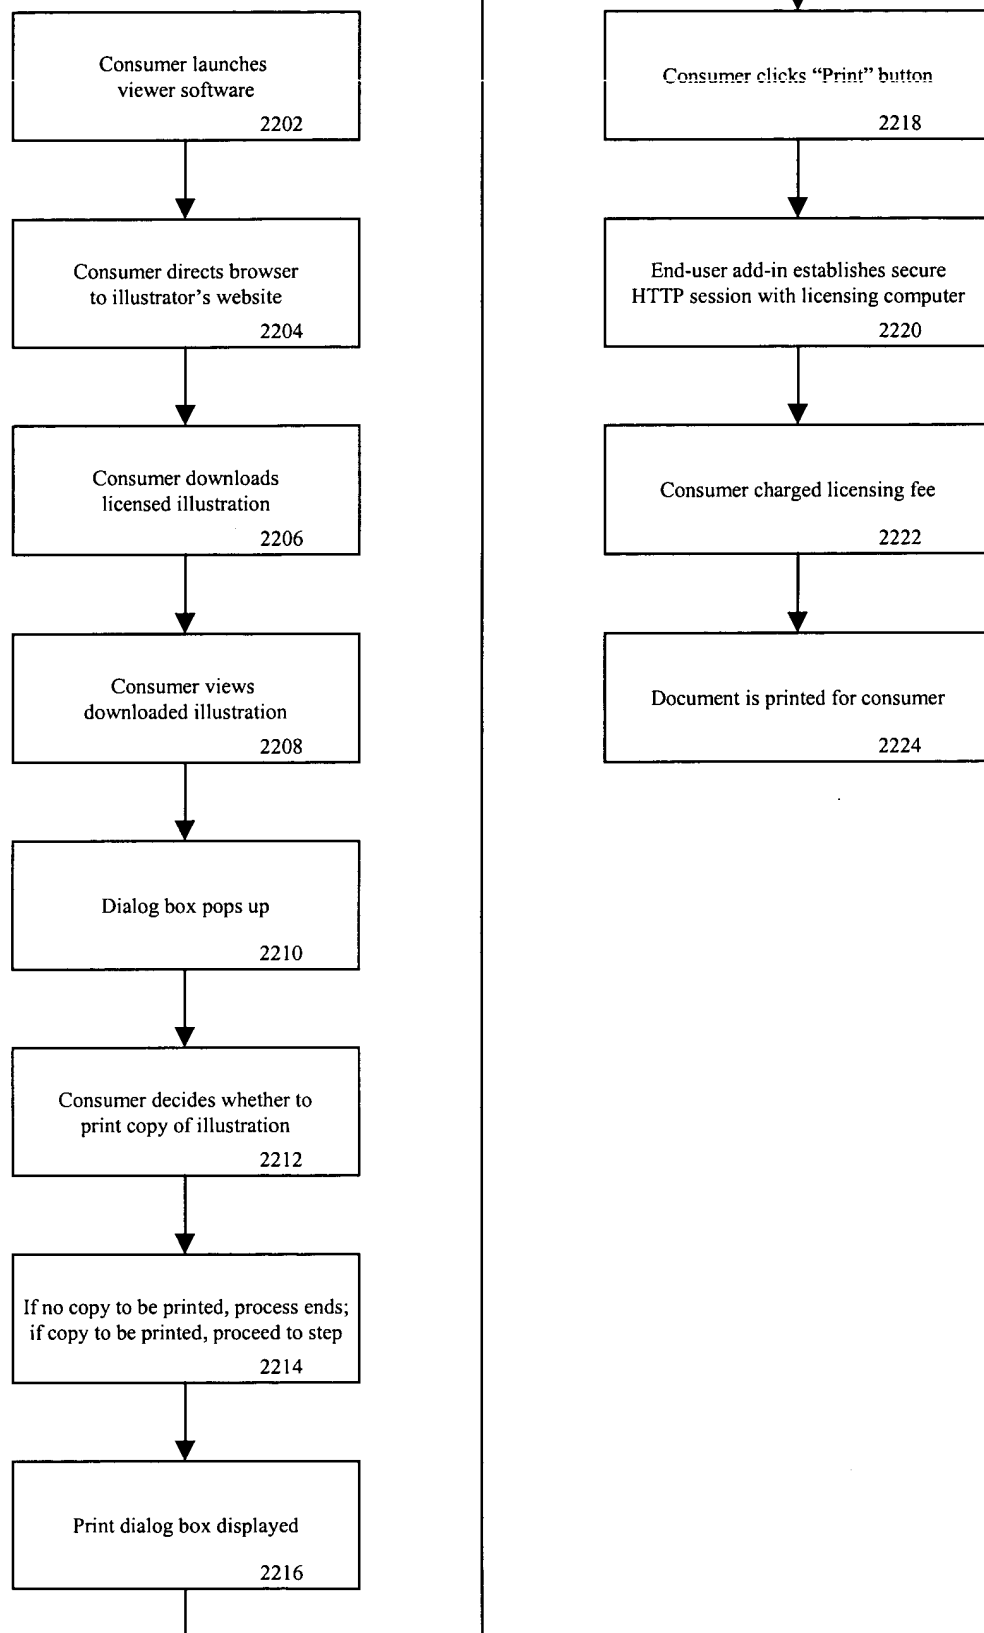 Consumer launches
viewer software
2202
Consumer directs browser
to illustrator's website
2204
Consumer downloads
licensed illustration
2206
Consumer views
downloaded illustration
2208
Dialog box pops up
2210
Consumer decides whether to
print copy of illustration
2212
If no copy to be printed, process ends;
if copy to be printed, proceed to step
2214
Print dialog box displayed
2216
Consumer clicks “Print” button
2218
End-user add-in establishes secure
HTTP session with licensing computer
2220
Consumer charged licensing fee
2222
Document is printed for consumer
2224